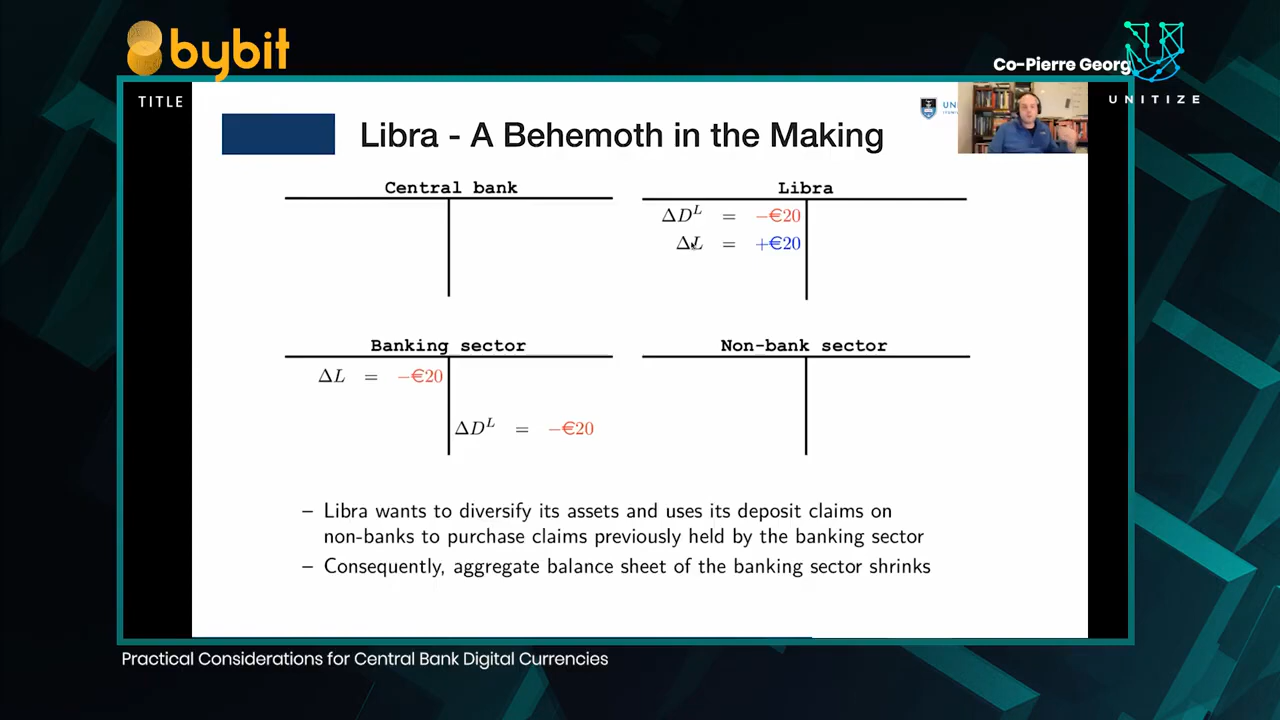 bybit
Co-Pierre Georg
UNITIZE
TITLE
Libra - A Behemoth in the Making
Central bank
Libra
ΔD^L = −€20
ΔL = +€20
Banking sector
Non-bank sector
ΔL = −€20
ΔD^L = −€20
– Libra wants to diversify its assets and uses its deposit claims on
non-banks to purchase claims previously held by the banking sector
– Consequently, aggregate balance sheet of the banking sector shrinks
Practical Considerations for Central Bank Digital Currencies